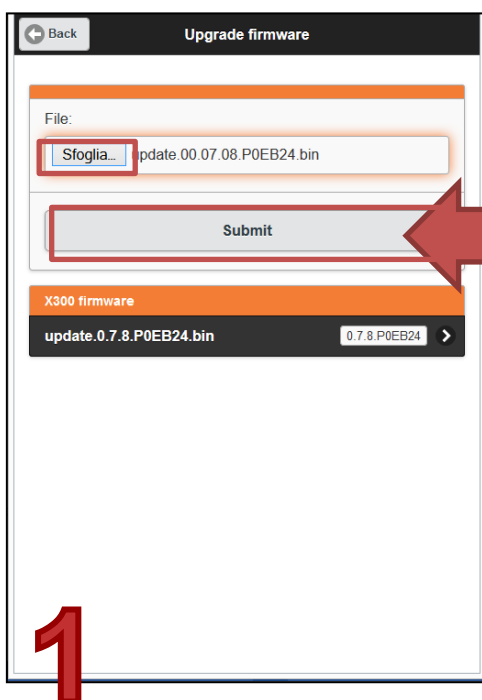 Back
Upgrade firmware
File:
Sfoglia... update.00.07.08.P0EB24.bin
Submit
X300 firmware
update.0.7.8.P0EB24.bin 0.7.8.P0EB24
1